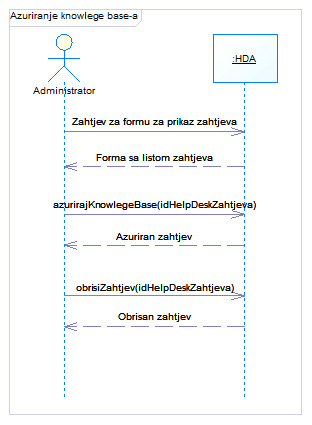 Azuriranje knowlege base-a
:HDA
Administrator
Zahtjev za formu za prikaz zahtjeva
Forma sa listom zahtjeva
azurirajKnowlegeBase(idHelpDeskZahtjeva)
Azuriran zahtjev
obrisiZahtjev(idHelpDeskZahtjeva)
Obrisan zahtjev